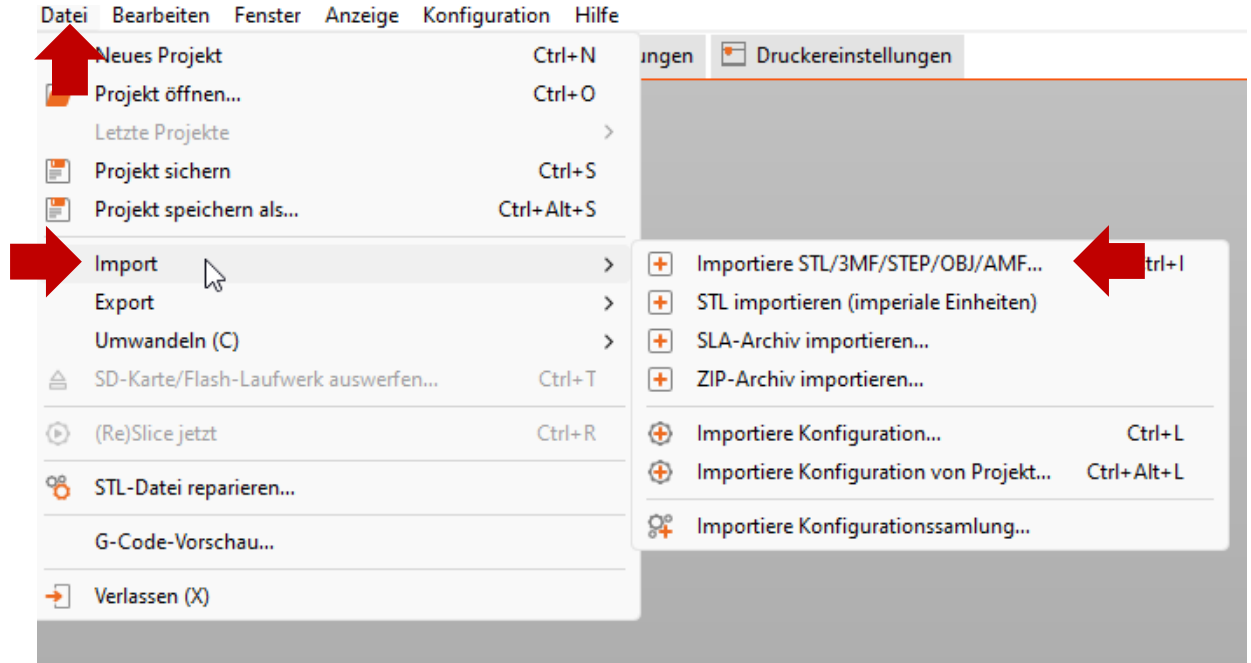 Datei Bearbeiten Fenster Anzeige Konfiguration Hilfe
Neues Projekt Ctrl+N
Druckereinstellungen
Projekt öffnen... Ctrl+O
Letzte Projekte
Projekt sichern Ctrl+S
Projekt speichern als... Ctrl+Alt+S
Import
Export
Umwandeln (C)
SD-Karte/Flash-Laufwerk auswerfen... Ctrl+T
(Re)Slice jetzt Ctrl+R
STL-Datei reparieren...
G-Code-Vorschau...
Verlassen (X)
Importiere STL/3MF/STEP/OBJ/AMF... trl+I
STL importieren (imperiale Einheiten)
SLA-Archiv importieren...
ZIP-Archiv importieren...
Importiere Konfiguration... Ctrl+L
Importiere Konfiguration von Projekt... Ctrl+Alt+L
Importiere Konfigurationssamlung...